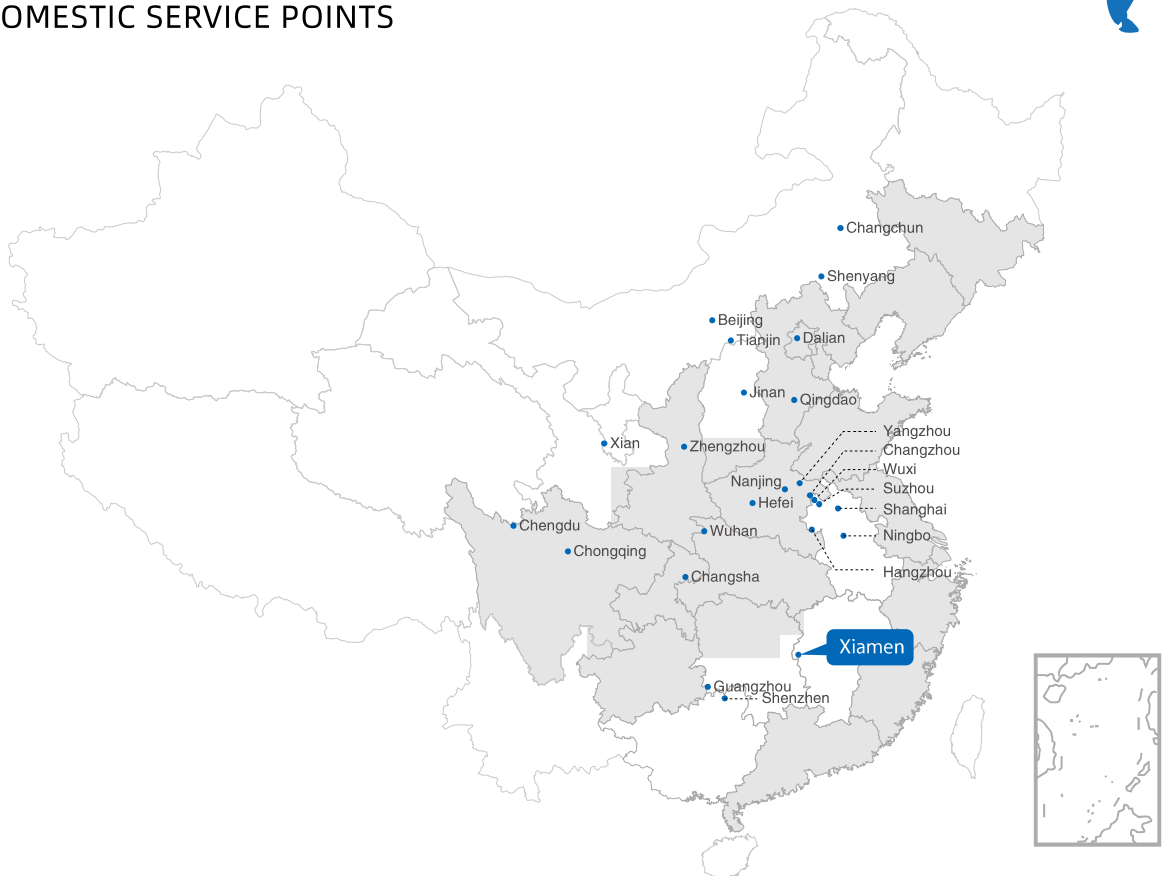 OMESTIC SERVICE POINTS
Changchun
Shenyang
Beijing
Tianjin
Dalian
Jinan
Qingdao
Yangzhou
Xian
Zhengzhou
Changzhou
Wuxi
Nanjing
Suzhou
Hefei
Shanghai
Chengdu
Wuhan
Ningbo
Chongqing
Hangzhou
Changsha
Xiamen
Guangzhou
Shenzhen